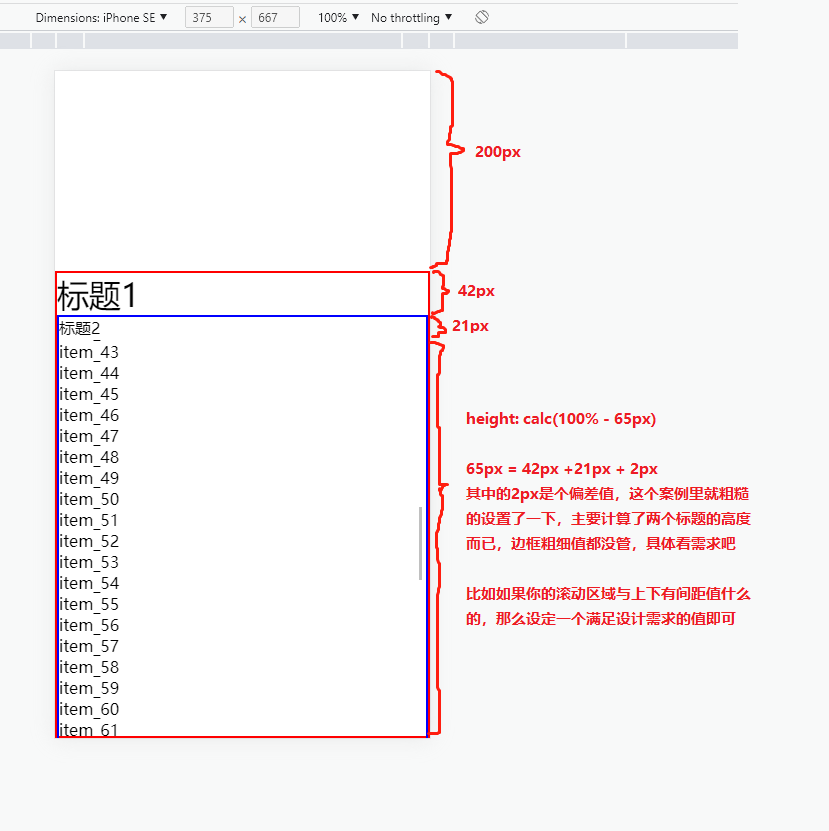 Dimensions: iPhone SE ▼ 375 × 667 100% ▼ No throttling ▼
200px
标题1
42px
标题2
21px
item_43
item_44
item_45
item_46
item_47
item_48
item_49
item_50
item_51
item_52
item_53
item_54
item_55
item_56
item_57
item_58
item_59
item_60
item_61
height: calc(100% - 65px)
65px = 42px +21px + 2px
其中的2px是个偏差值，这个案例里就粗糙
的设置了一下，主要计算了两个标题的高度
而已，边框粗细值都没管，具体看需求吧
比如如果你的滚动区域与上下有间距值什么
的，那么设定一个满足设计需求的值即可